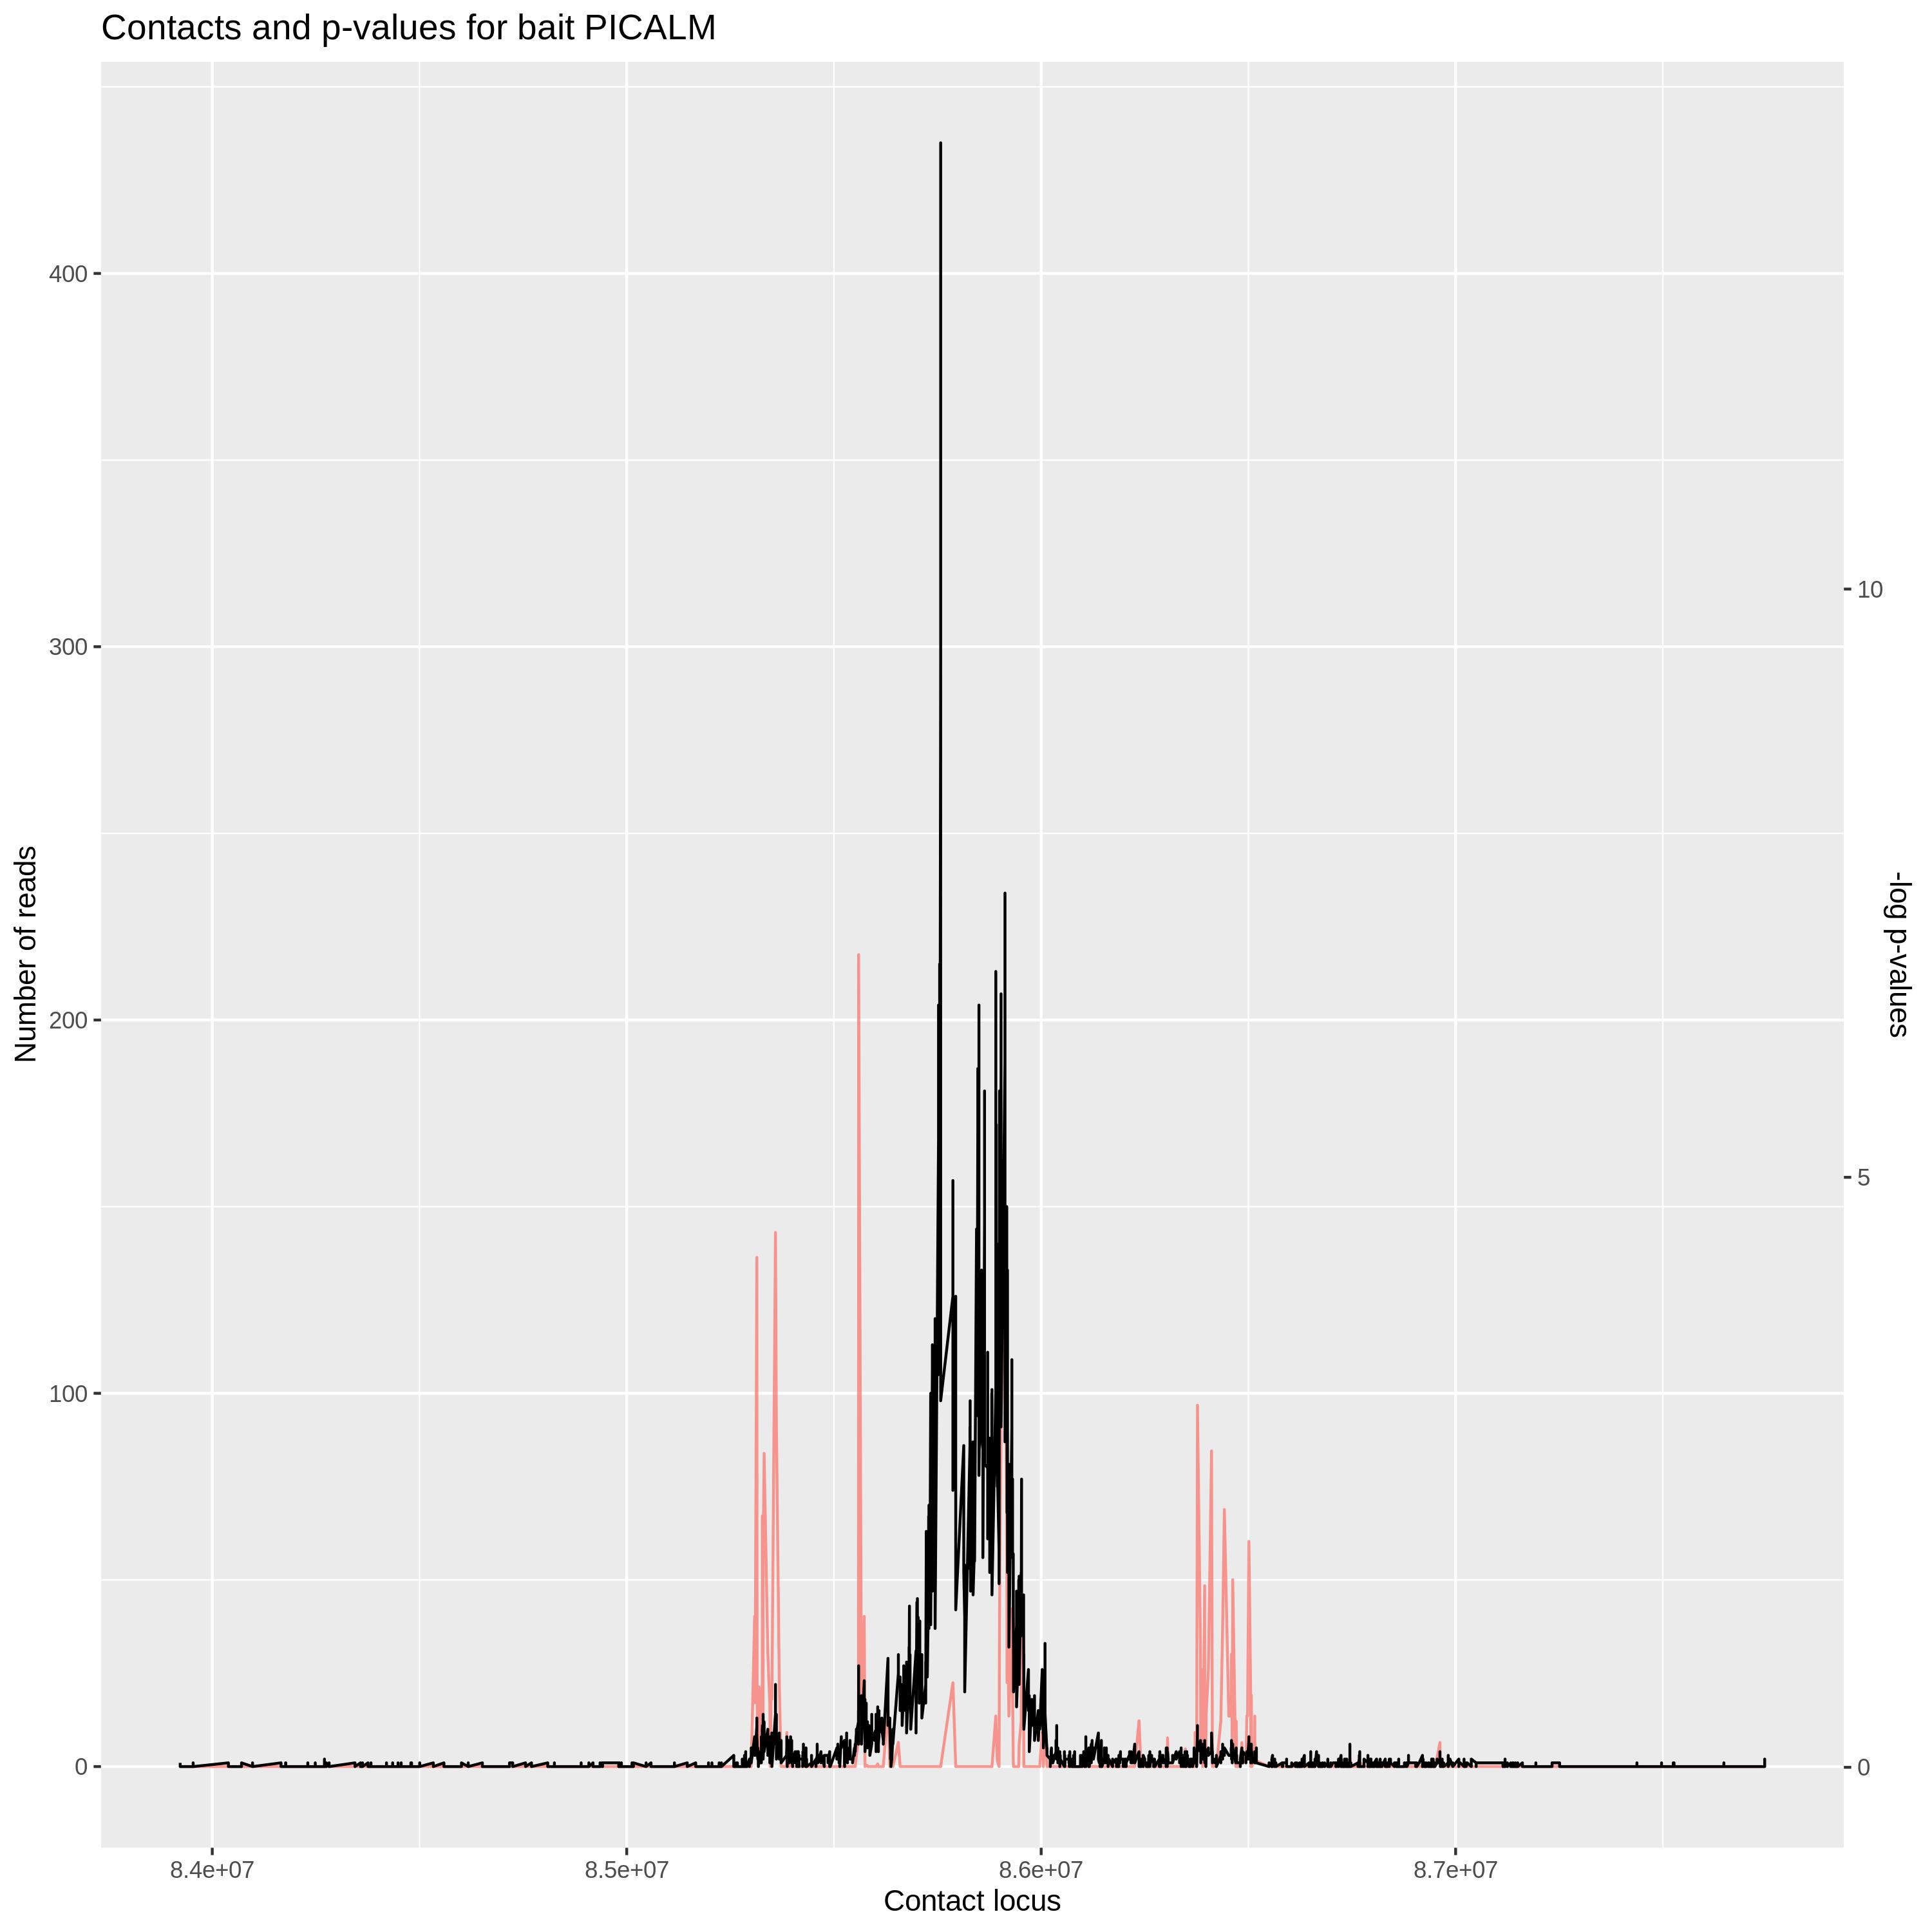 Contacts and p-values for bait PICALM
400
300
200
100
0
Number of reads
10
5
0
-log p-values
8.4e+07
8.5e+07
8.6e+07
8.7e+07
Contact locus